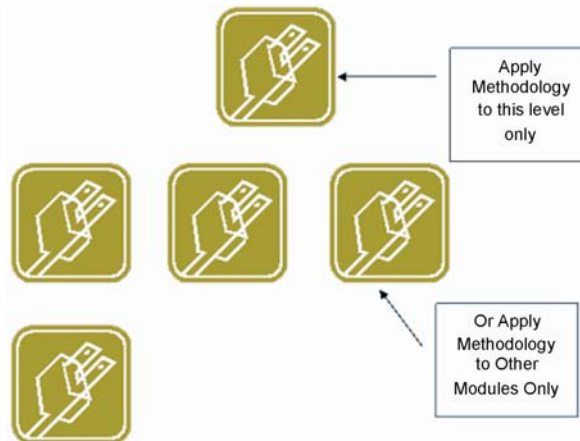 Apply
Methodology
to this level
only
Or Apply
Methodology
to Other
Modules Only